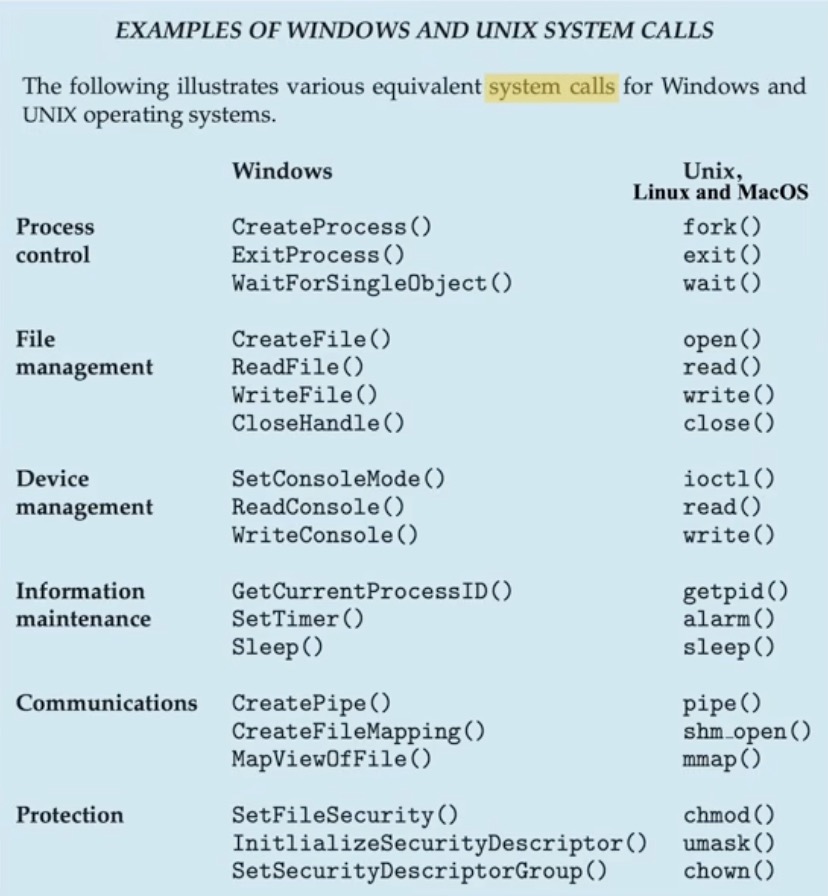 EXAMPLES OF WINDOWS AND UNIX SYSTEM CALLS
The following illustrates various equivalent system calls for Windows and
UNIX operating systems.
Windows Unix,
Linux and MacOS
Process CreateProcess() fork()
control ExitProcess() exit()
WaitForSingleObject() wait()
File CreateFile() open()
management ReadFile() read()
WriteFile() write()
CloseHandle() close()
Device SetConsoleMode() ioctl()
management ReadConsole() read()
WriteConsole() write()
Information GetCurrentProcessID() getpid()
maintenance SetTimer() alarm()
Sleep() sleep()
Communications CreatePipe() pipe()
CreateFileMapping() shm_open()
MapViewOfFile() mmap()
Protection SetFileSecurity() chmod()
InitlializeSecurityDescriptor() umask()
SetSecurityDescriptorGroup() chown()